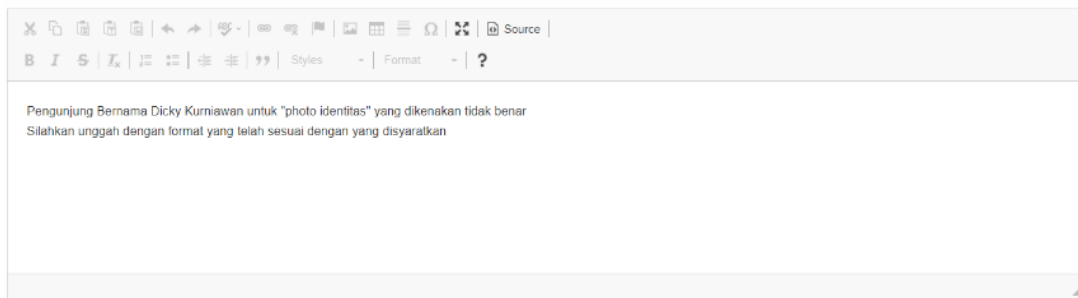 Source
B I S Tx Styles Format ?
Pengunjung Bernama Dicky Kurniawan untuk "photo identitas" yang dikenakan tidak benar
Silahkan unggah dengan format yang telah sesuai dengan yang disyaratkan